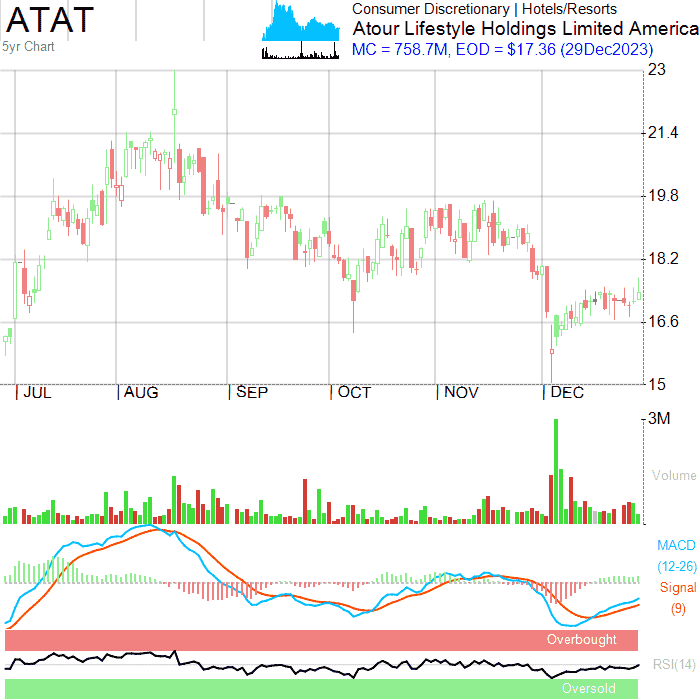 ATAT
5yr Chart
Consumer Discretionary | Hotels/Resorts
Atour Lifestyle Holdings Limited America
MC = 758.7M, EOD = $17.36 (29Dec2023)
23
21.4
19.8
18.2
16.6
15
JUL AUG SEP OCT NOV DEC
3M
Volume
MACD
(12-26)
Signal
(9)
Overbought
RSI(14)
Oversold